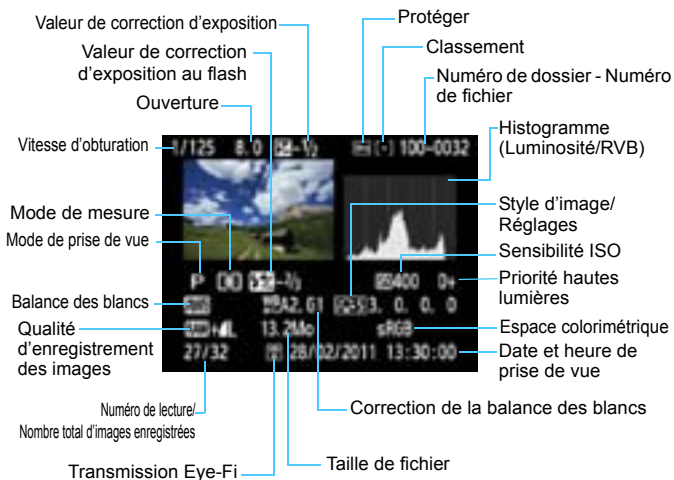 Valeur de correction d'exposition
Protéger
Valeur de correction
d'exposition au flash
Classement
Ouverture
Numéro de dossier - Numéro
de fichier
Vitesse d'obturation
1/125 8.0 -1/3 100-0032
Histogramme
(Luminosité/RVB)
Mode de mesure
Mode de prise de vue
Style d'image/
Réglages
Sensibilité ISO
P -2/3 400 D+
Priorité hautes
lumières
Balance des blancs
A2, G1 3, 0, 0, 0
Qualité
d'enregistrement
des images
13.2Mo sRGB
Espace colorimétrique
27/32 28/02/2011 13:30:00
Date et heure de
prise de vue
Numéro de lecture/
Nombre total d'images enregistrées
Correction de la balance des blancs
Transmission Eye-Fi
Taille de fichier